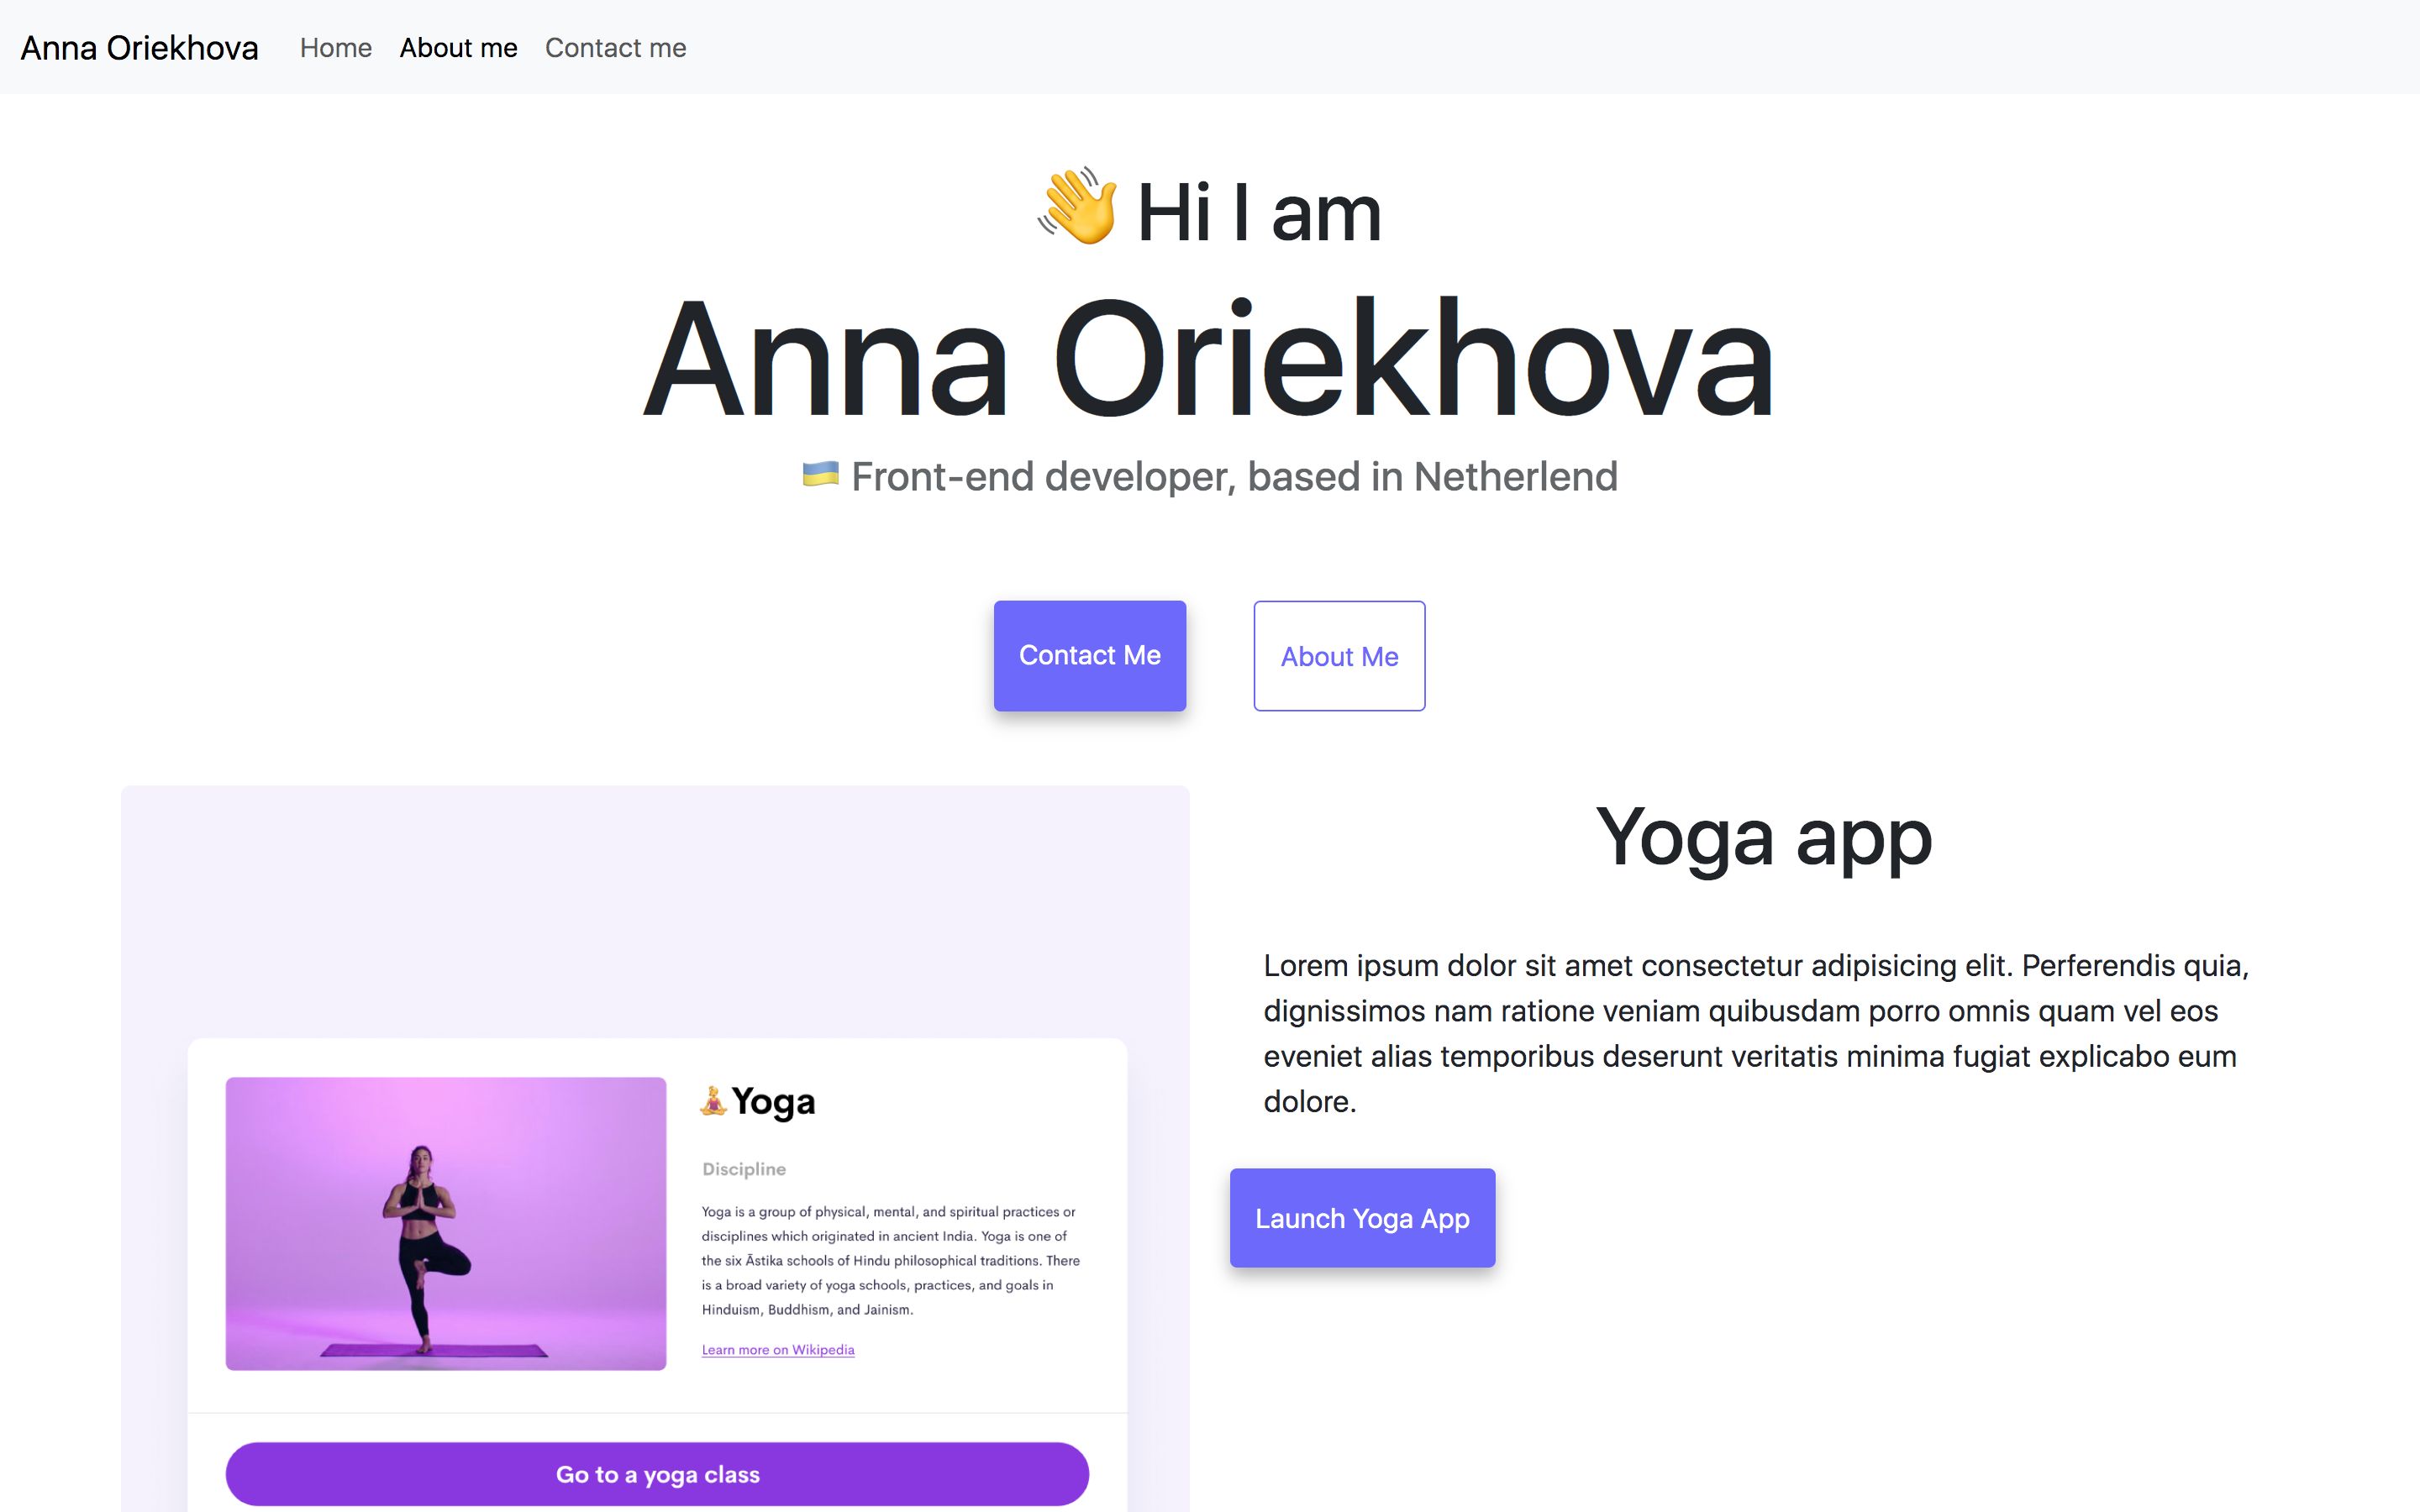 Anna Oriekhova Home About me Contact me
👋 Hi I am
Anna Oriekhova
🇺🇦 Front-end developer, based in Netherlend
Contact Me About Me
Yoga app
Lorem ipsum dolor sit amet consectetur adipisicing elit. Perferendis quia,
dignissimos nam ratione veniam quibusdam porro omnis quam vel eos
eveniet alias temporibus deserunt veritatis minima fugiat explicabo eum
dolore.
Launch Yoga App
🧘Yoga
Discipline
Yoga is a group of physical, mental, and spiritual practices or
disciplines which originated in ancient India. Yoga is one of
the six Āstika schools of Hindu philosophical traditions. There
is a broad variety of yoga schools, practices, and goals in
Hinduism, Buddhism, and Jainism.
Learn more on Wikipedia
Go to a yoga class